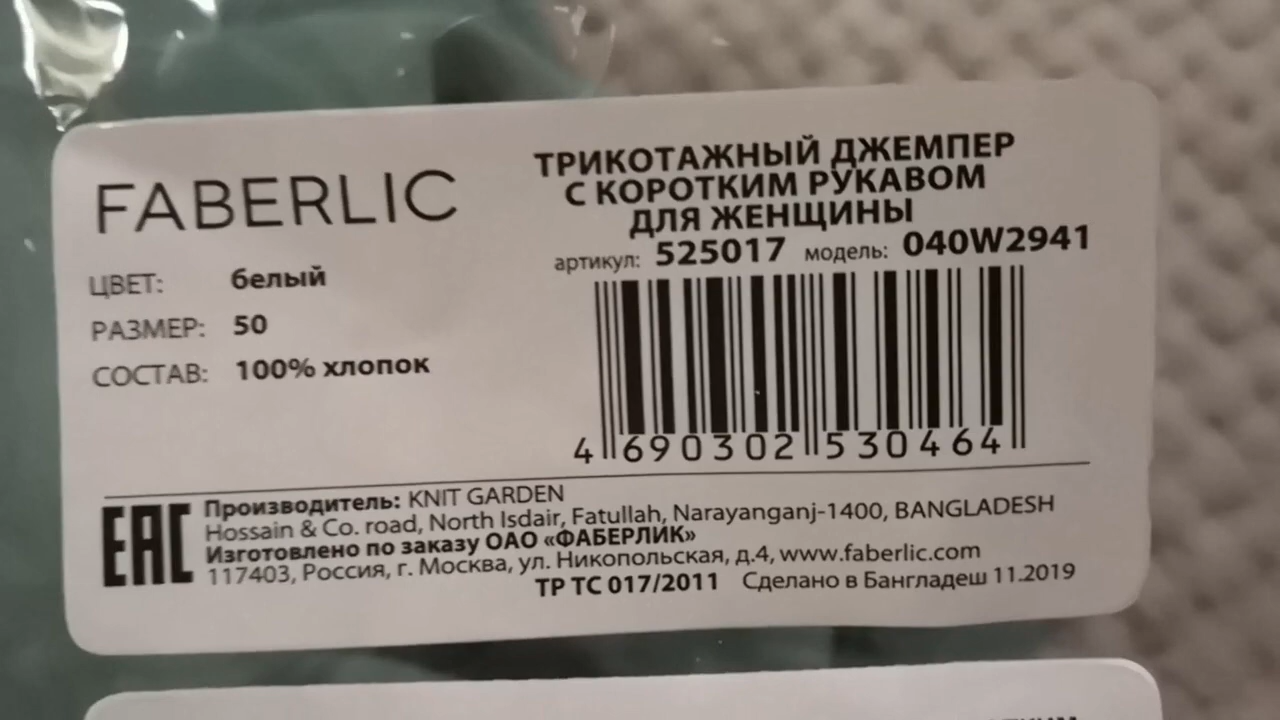 FABERLIC
ЦВЕТ: белый
РАЗМЕР: 50
СОСТАВ: 100% хлопок
ТРИКОТАЖНЫЙ ДЖЕМПЕР
С КОРОТКИМ РУКАВОМ
ДЛЯ ЖЕНЩИНЫ
артикул: 525017 модель: 040W2941
4 690302 530464
EAC
Производитель: KNIT GARDEN
Hossain & Co. road, North Isdair, Fatullah, Narayanganj-1400, BANGLADESH
Изготовлено по заказу ОАО «ФАБЕРЛИК»
117403, Россия, г. Москва, ул. Никопольская, д.4, www.faberlic.com
ТР ТС 017/2011 Сделано в Бангладеш 11.2019